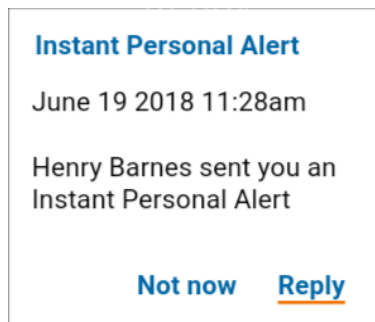 Instant Personal Alert
June 19 2018 11:28am
Henry Barnes sent you an
Instant Personal Alert
Not now Reply